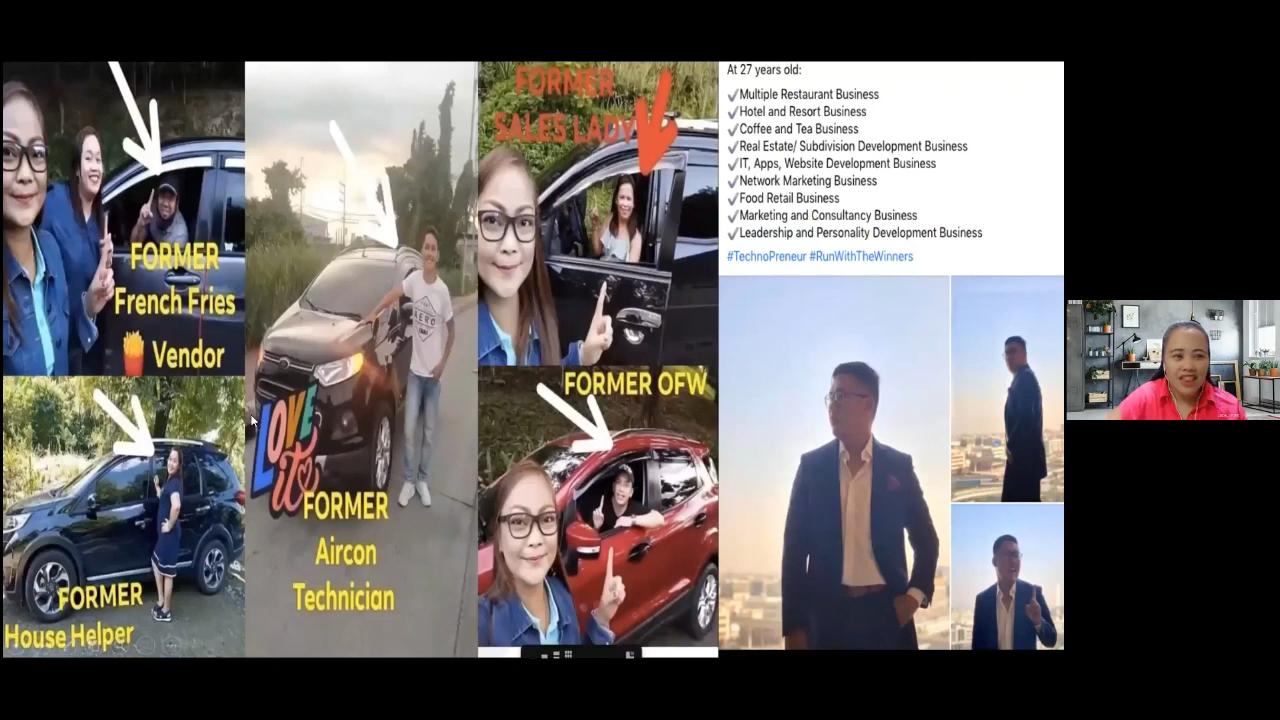 FORMER
French Fries
Vendor
FORMER
House Helper
LOVE
it
FORMER
Aircon
Technician
FORMER
SALES LADY
FORMER OFW
At 27 years old:
Multiple Restaurant Business
Hotel and Resort Business
Coffee and Tea Business
Real Estate/ Subdivision Development Business
IT, Apps, Website Development Business
Network Marketing Business
Food Retail Business
Marketing and Consultancy Business
Leadership and Personality Development Business
#TechnoPreneur #RunWithTheWinners